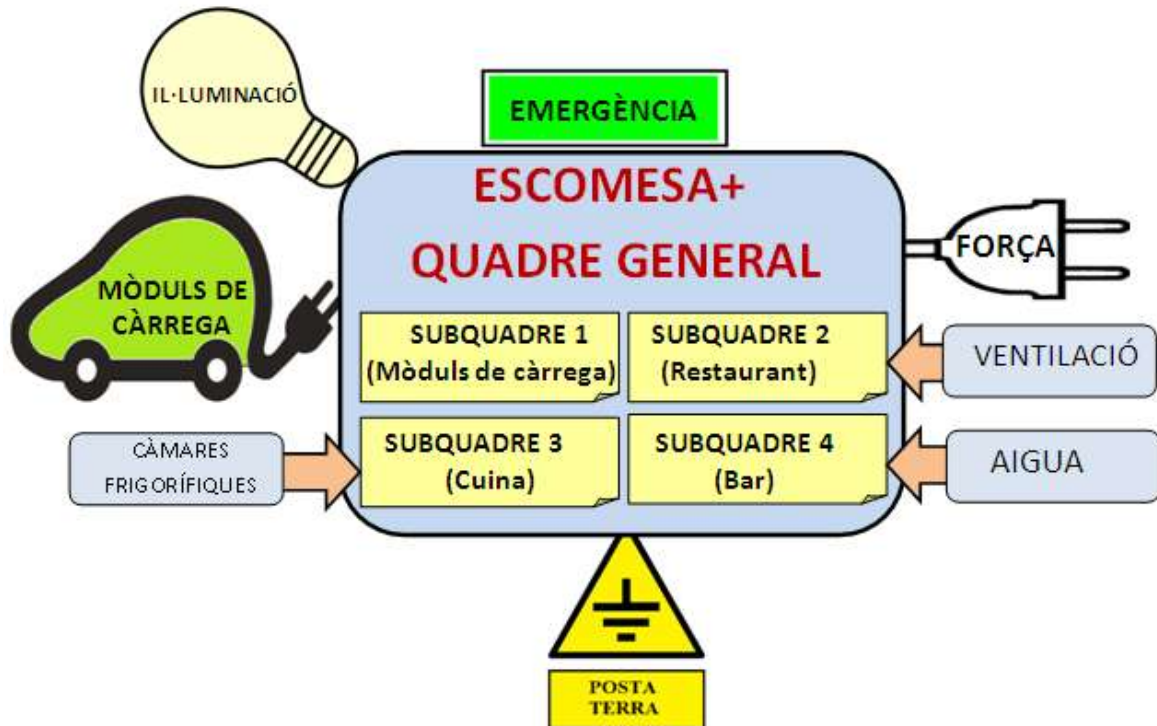 IL·LUMINACIÓ
EMERGÈNCIA
ESCOMESA+
QUADRE GENERAL
FORÇA
MÒDULS DE
CÀRREGA
SUBQUADRE 1
(Mòduls de càrrega)
SUBQUADRE 2
(Restaurant)
VENTILACIÓ
CÀMARES
FRIGORÍFIQUES
SUBQUADRE 3
(Cuina)
SUBQUADRE 4
(Bar)
AIGUA
POSTA
TERRA